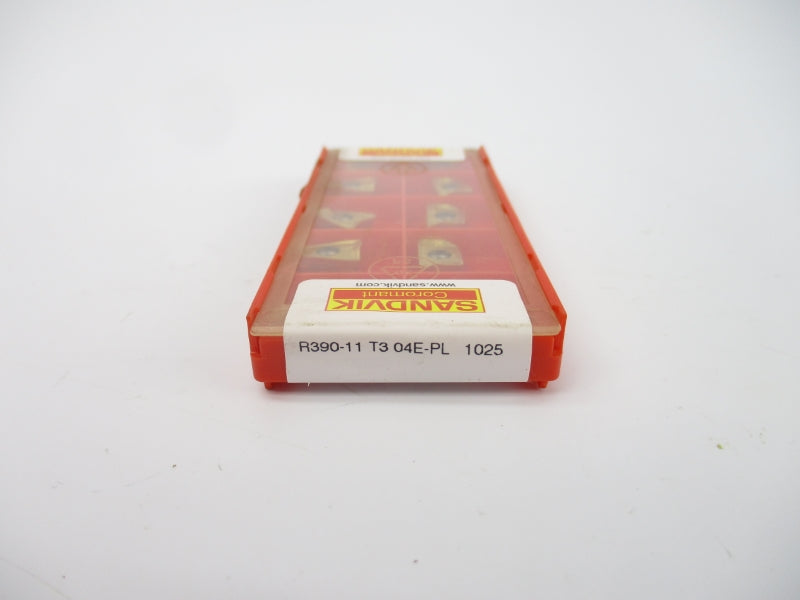 www.sandvik.com
SANDVIK
Coromant
R390-11 T3 04E-PL 1025